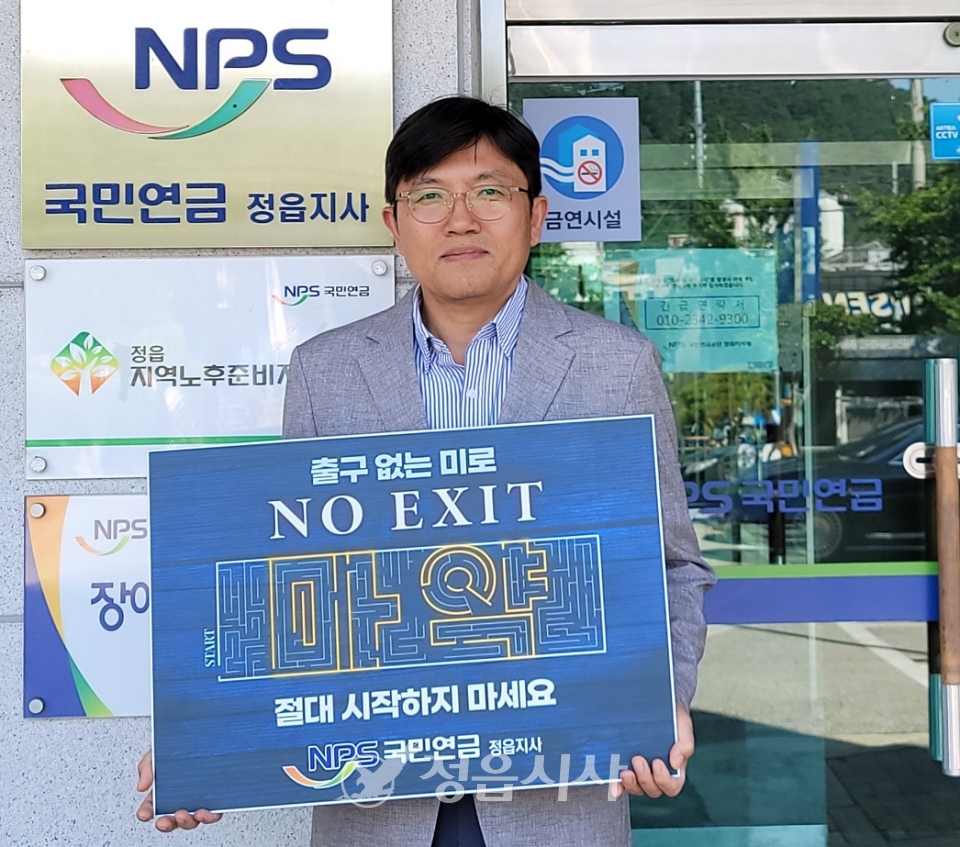 NPS
국민연금 정읍지사
NPS 국민연금
정읍
지역노후준비지
NPS
장애
금연시설
CCTV
긴급연락처
010-2342-9300
NPS 국민연금
출구 없는 미로
NO EXIT
START
마약
절대 시작하지 마세요
NPS 국민연금 정읍지사
정읍시사